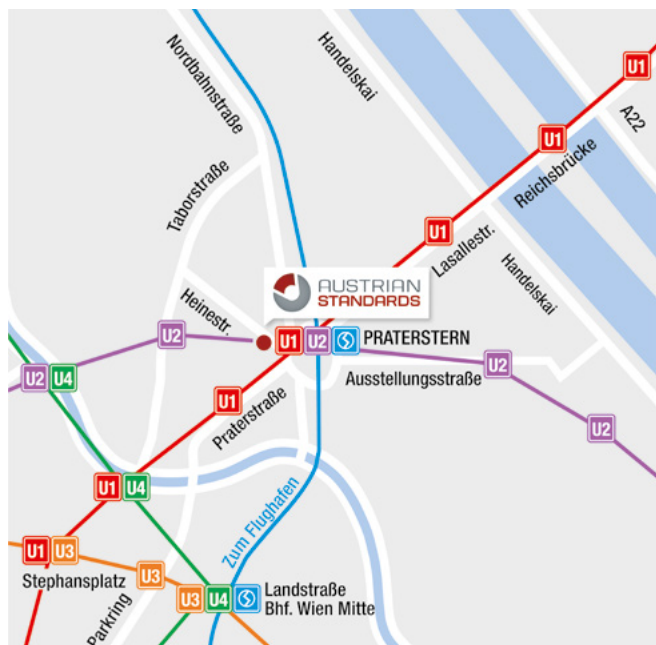 Nordbahnstraße
Handelskai
U1
A22
U1
Reichsbrücke
Taborstraße
U1
Lasallestr.
Handelskai
Heinestr.
AUSTRIAN
STANDARDS
U2
U1 U2 PRATERSTERN
U2 U4
U2
Ausstellungsstraße
U1
Praterstraße
U2
U1 U4
Zum Flughafen
U1 U3
Stephansplatz
U3
U3 U4 Landstraße
Bhf. Wien Mitte
Parkring